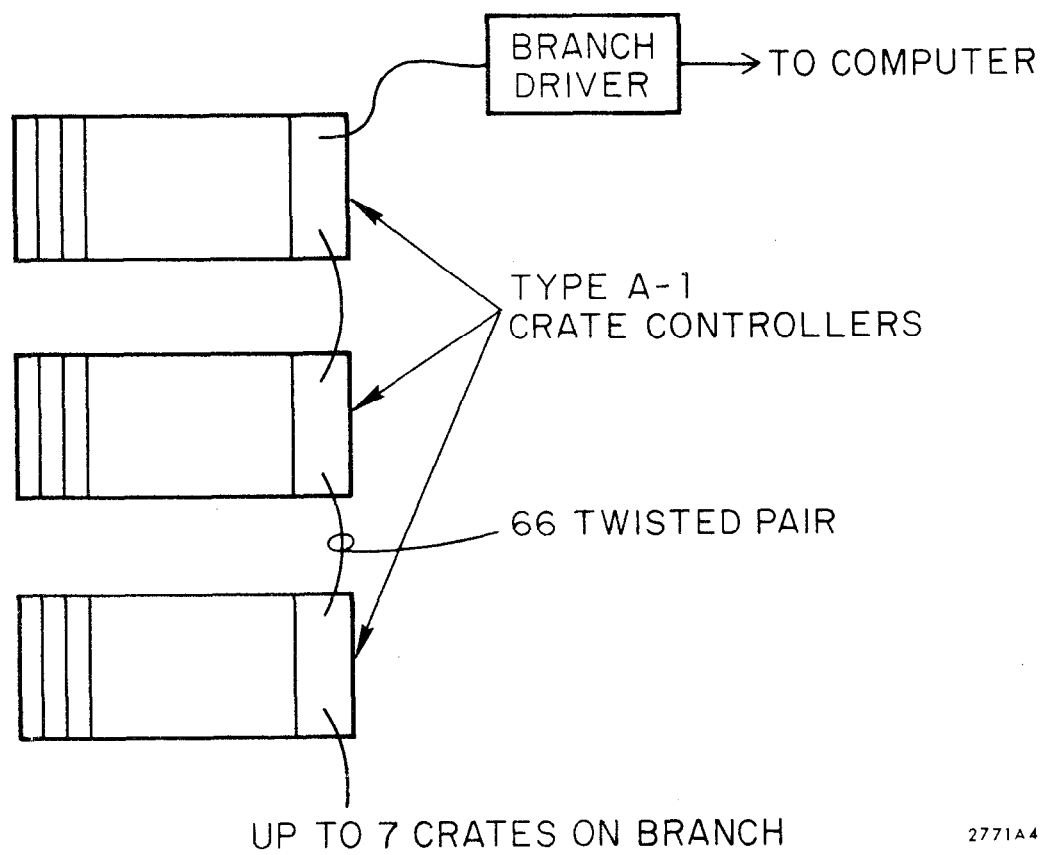 BRANCH
DRIVER
TO COMPUTER
TYPE A-1
CRATE CONTROLLERS
66 TWISTED PAIR
UP TO 7 CRATES ON BRANCH
2771A4